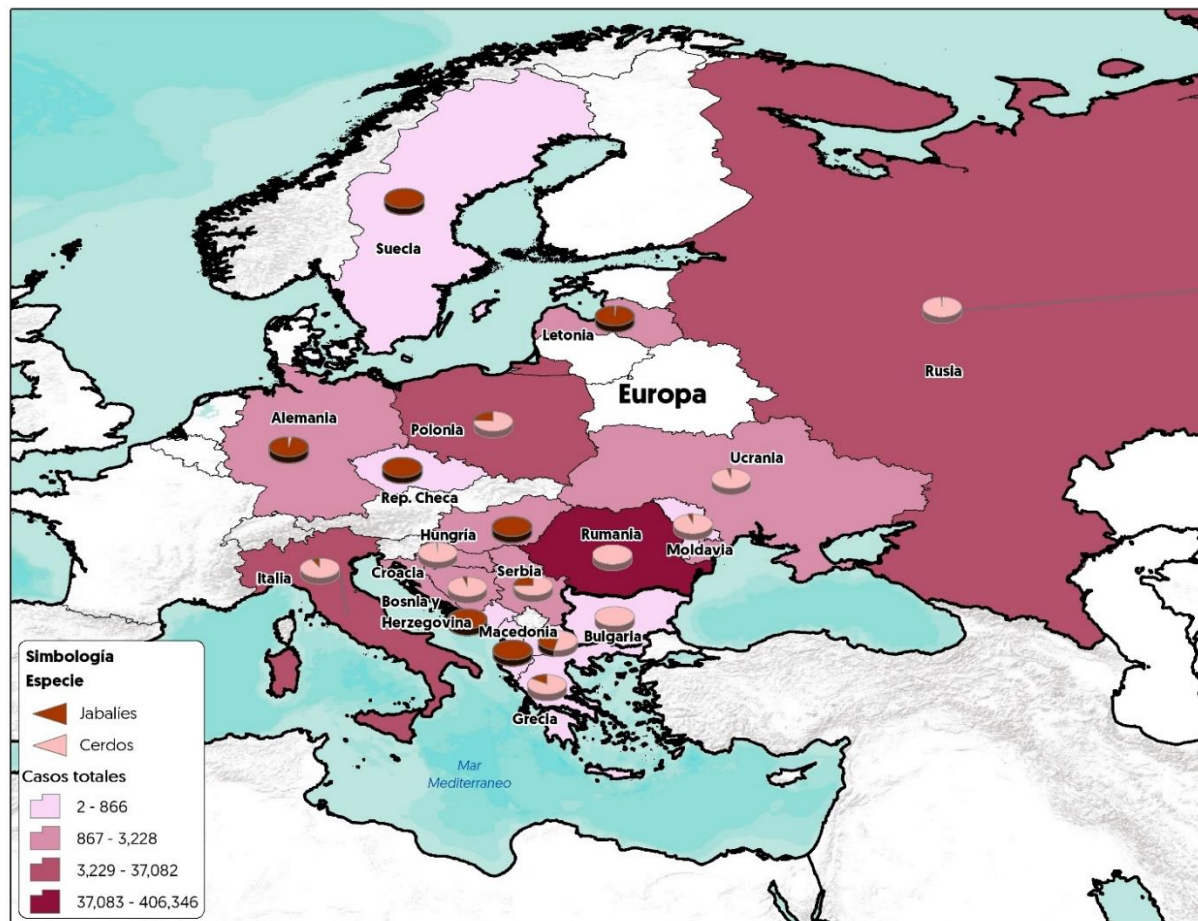 Suecia
Letonia
Rusia
Europa
Alemania
Polonia
Ucrania
Rep. Checa
Hungría
Rumania
Moldavia
Croacia
Serbia
Italia
Bosnia y
Herzegovina
Macedonia
Bulgaria
Grecia
Mar
Mediterraneo
Simbología
Especie
Jabalíes
Cerdos
Casos totales
2 - 866
867 - 3,228
3,229 - 37,082
37,083 - 406,346